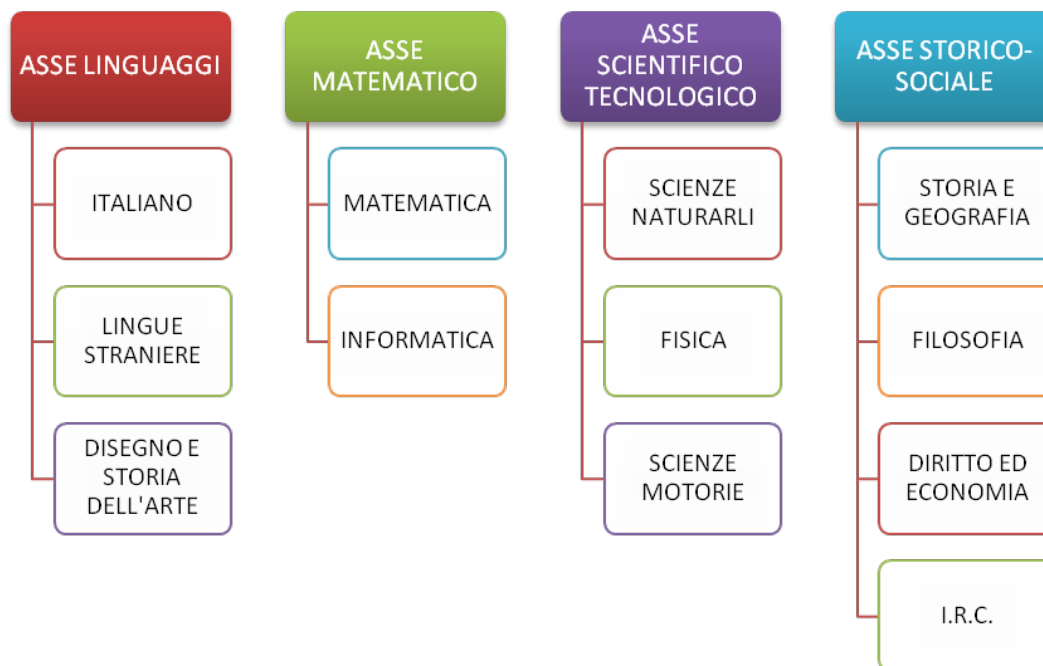 ASSE LINGUAGGI
ITALIANO
LINGUE
STRANIERE
DISEGNO E
STORIA
DELL'ARTE
ASSE
MATEMATICO
MATEMATICA
INFORMATICA
ASSE
SCIENTIFICO
TECNOLOGICO
SCIENZE
NATURARLI
FISICA
SCIENZE
MOTORIE
ASSE STORICO-
SOCIALE
STORIA E
GEOGRAFIA
FILOSOFIA
DIRITTO ED
ECONOMIA
I.R.C.